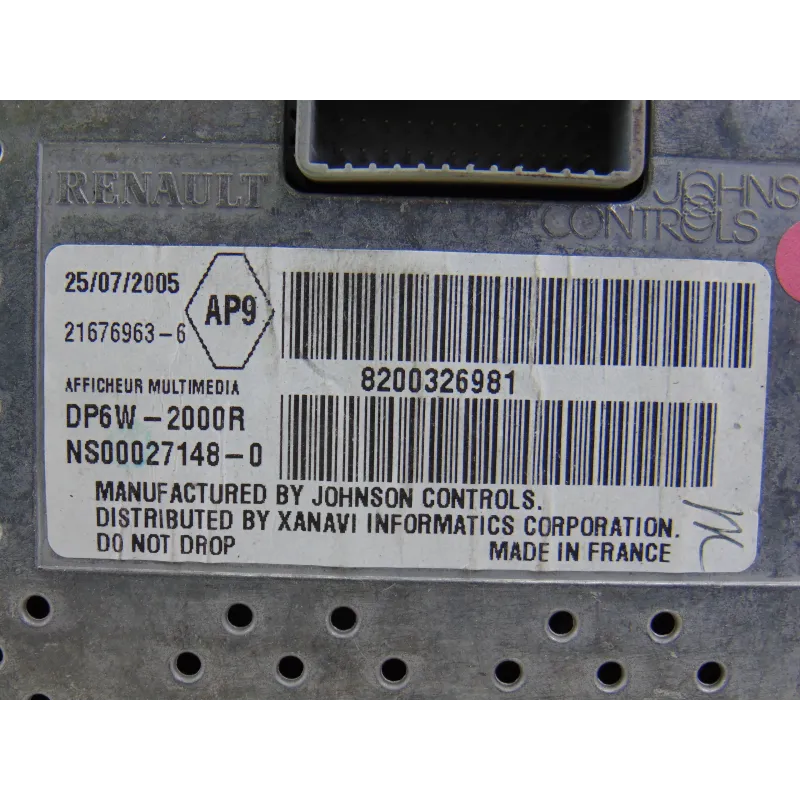 RENAULT
JOHNS
CONTROLS
25/07/2005
AP9
21676963-6
8200326981
AFFICHEUR MULTIMEDIA
DP6W-2000R
NS00027148-0
MANUFACTURED BY JOHNSON CONTROLS.
DISTRIBUTED BY XANAVI INFORMATICS CORPORATION.
DO NOT DROP
MADE IN FRANCE